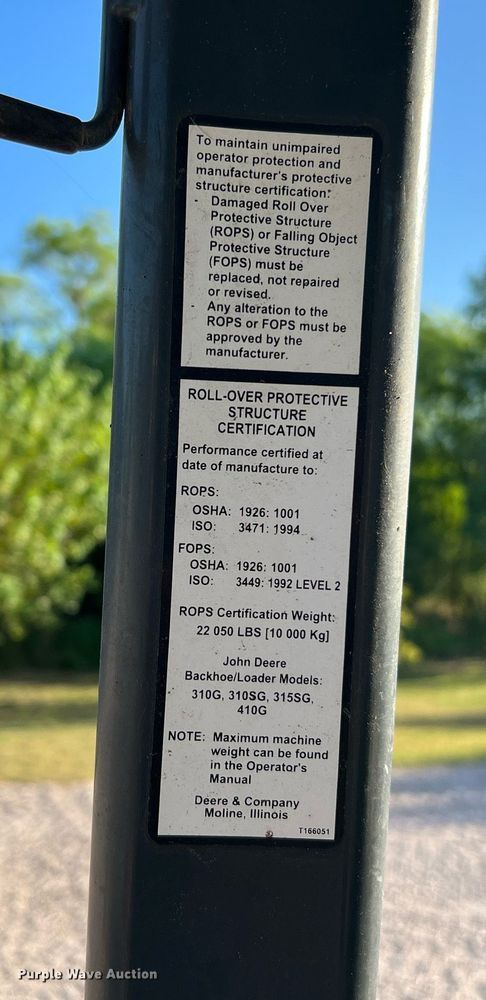 To maintain unimpaired
operator protection and
manufacturer's protective
structure certification:
- Damaged Roll Over
Protective Structure
(ROPS) or Falling Object
Protective Structure
(FOPS) must be
replaced, not repaired
or revised.
- Any alteration to the
ROPS or FOPS must be
approved by the
manufacturer.
ROLL-OVER PROTECTIVE
STRUCTURE
CERTIFICATION
Performance certified at
date of manufacture to:
ROPS:
OSHA: 1926: 1001
ISO: 3471: 1994
FOPS:
OSHA: 1926: 1001
ISO: 3449: 1992 LEVEL 2
ROPS Certification Weight:
22 050 LBS [10 000 Kg]
John Deere
Backhoe/Loader Models:
310G, 310SG, 315SG,
410G
NOTE: Maximum machine
weight can be found
in the Operator's
Manual
Deere & Company
Moline, Illinois
T166051
Purple Wave Auction